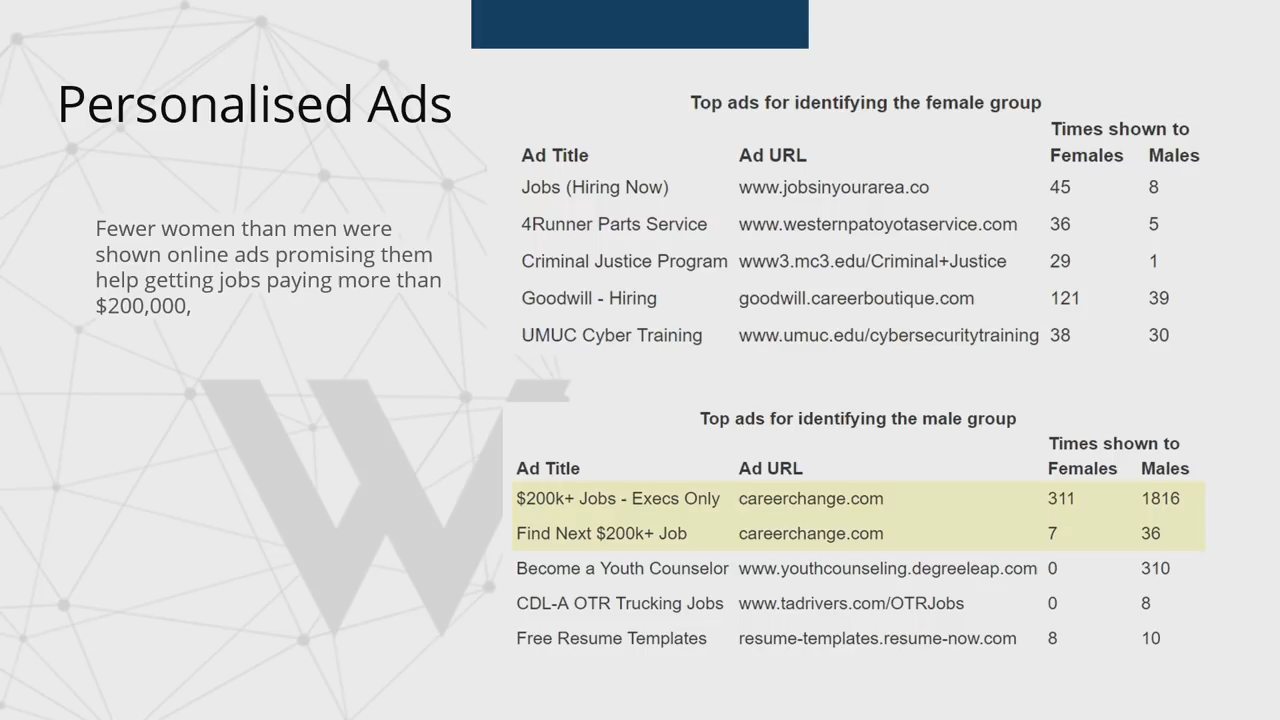 Personalised Ads
Fewer women than men were
shown online ads promising them
help getting jobs paying more than
$200,000,
Top ads for identifying the female group
Times shown to
Ad Title Ad URL Females Males
Jobs (Hiring Now) www.jobsinyourarea.co 45 8
4Runner Parts Service www.westernpatoyotaservice.com 36 5
Criminal Justice Program www3.mc3.edu/Criminal+Justice 29 1
Goodwill - Hiring goodwill.careerboutique.com 121 39
UMUC Cyber Training www.umuc.edu/cybersecuritytraining 38 30
Top ads for identifying the male group
Times shown to
Ad Title Ad URL Females Males
$200k+ Jobs - Execs Only careerchange.com 311 1816
Find Next $200k+ Job careerchange.com 7 36
Become a Youth Counselor www.youthcounseling.degreeleap.com 0 310
CDL-A OTR Trucking Jobs www.tadrivers.com/OTRJobs 0 8
Free Resume Templates resume-templates.resume-now.com 8 10